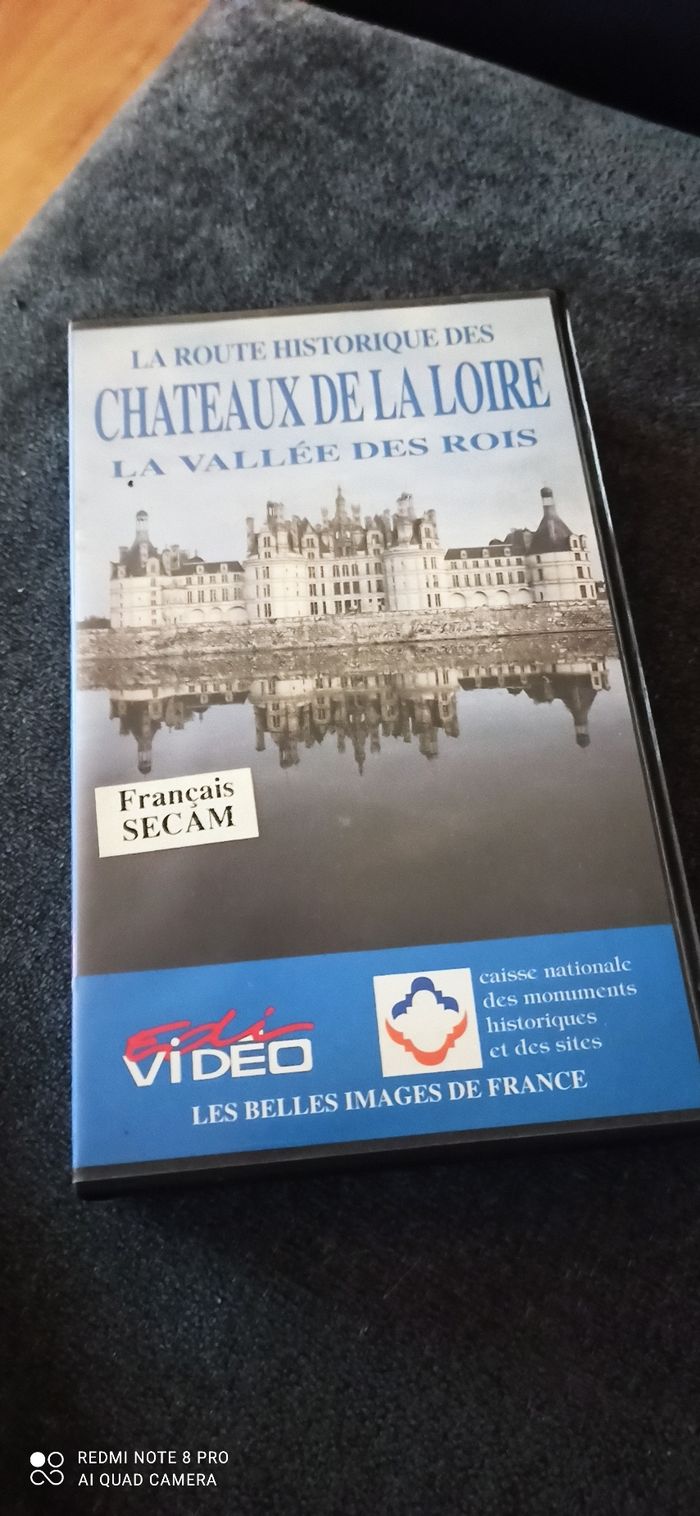 LA ROUTE HISTORIQUE DES
CHATEAUX DE LA LOIRE
LA VALLÉE DES ROIS
Français
SECAM
Edi
VIDÉO
caisse nationale
des monuments
historiques
et des sites
LES BELLES IMAGES DE FRANCE
REDMI NOTE 8 PRO
AI QUAD CAMERA